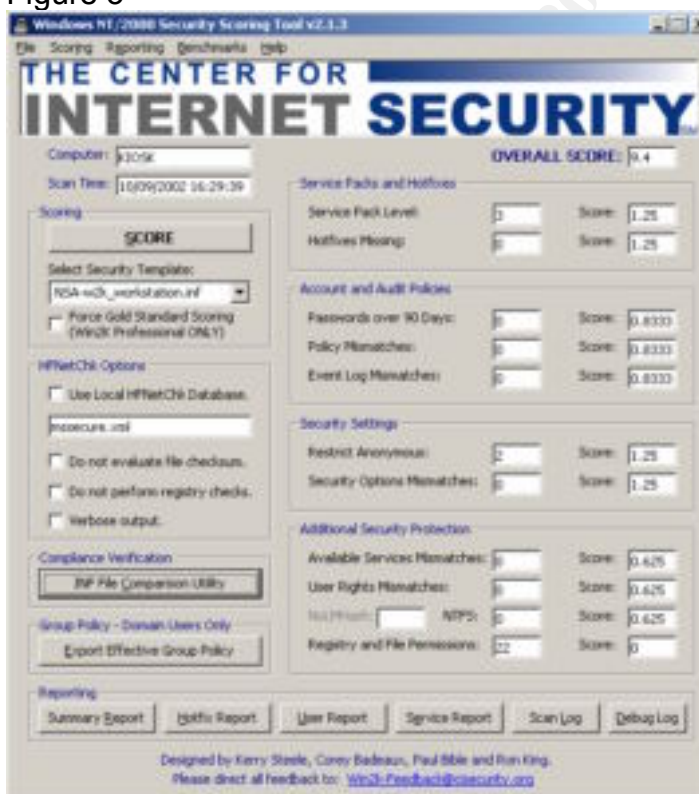 Windows NT/2000 Security Scoring Tool v2.1.3
File Scoring Reporting Benchmarks Help
THE CENTER FOR
INTERNET SECURITY
Computer: KIOSK
OVERALL SCORE: 9.4
Scan Time: 10/09/2002 16:29:39
Scoring
SCORE
Select Security Template:
NSA-w2k_workstation.inf
Force Gold Standard Scoring
(Win2K Professional ONLY)
HFNetChk Options
Use Local HFNetChk Database.
mssecure.xml
Do not evaluate file checksum.
Do not perform registry checks.
Verbose output.
Compliance Verification
INF File Comparison Utility
Group Policy - Domain Users Only
Export Effective Group Policy
Service Packs and Hotfixes
Service Pack Level: 3 Score: 1.25
Hotfixes Missing: 0 Score: 1.25
Account and Audit Policies
Passwords over 90 Days: 0 Score: 0.8333
Policy Mismatches: 0 Score: 0.8333
Event Log Mismatches: 0 Score: 0.8333
Security Settings
Restrict Anonymous: 2 Score: 1.25
Security Options Mismatches: 0 Score: 1.25
Additional Security Protection
Available Services Mismatches: 0 Score: 0.625
User Rights Mismatches: 0 Score: 0.625
NoLMHash: NTFS: 0 Score: 0.625
Registry and File Permissions: 22 Score: 0
Reporting
Summary Report Hotfix Report User Report Service Report Scan Log Debug Log
Designed by Kerry Steele, Corey Badeaux, Paul Bible and Ron King.
Please direct all feedback to: Win2k-Feedback@cisecurity.org